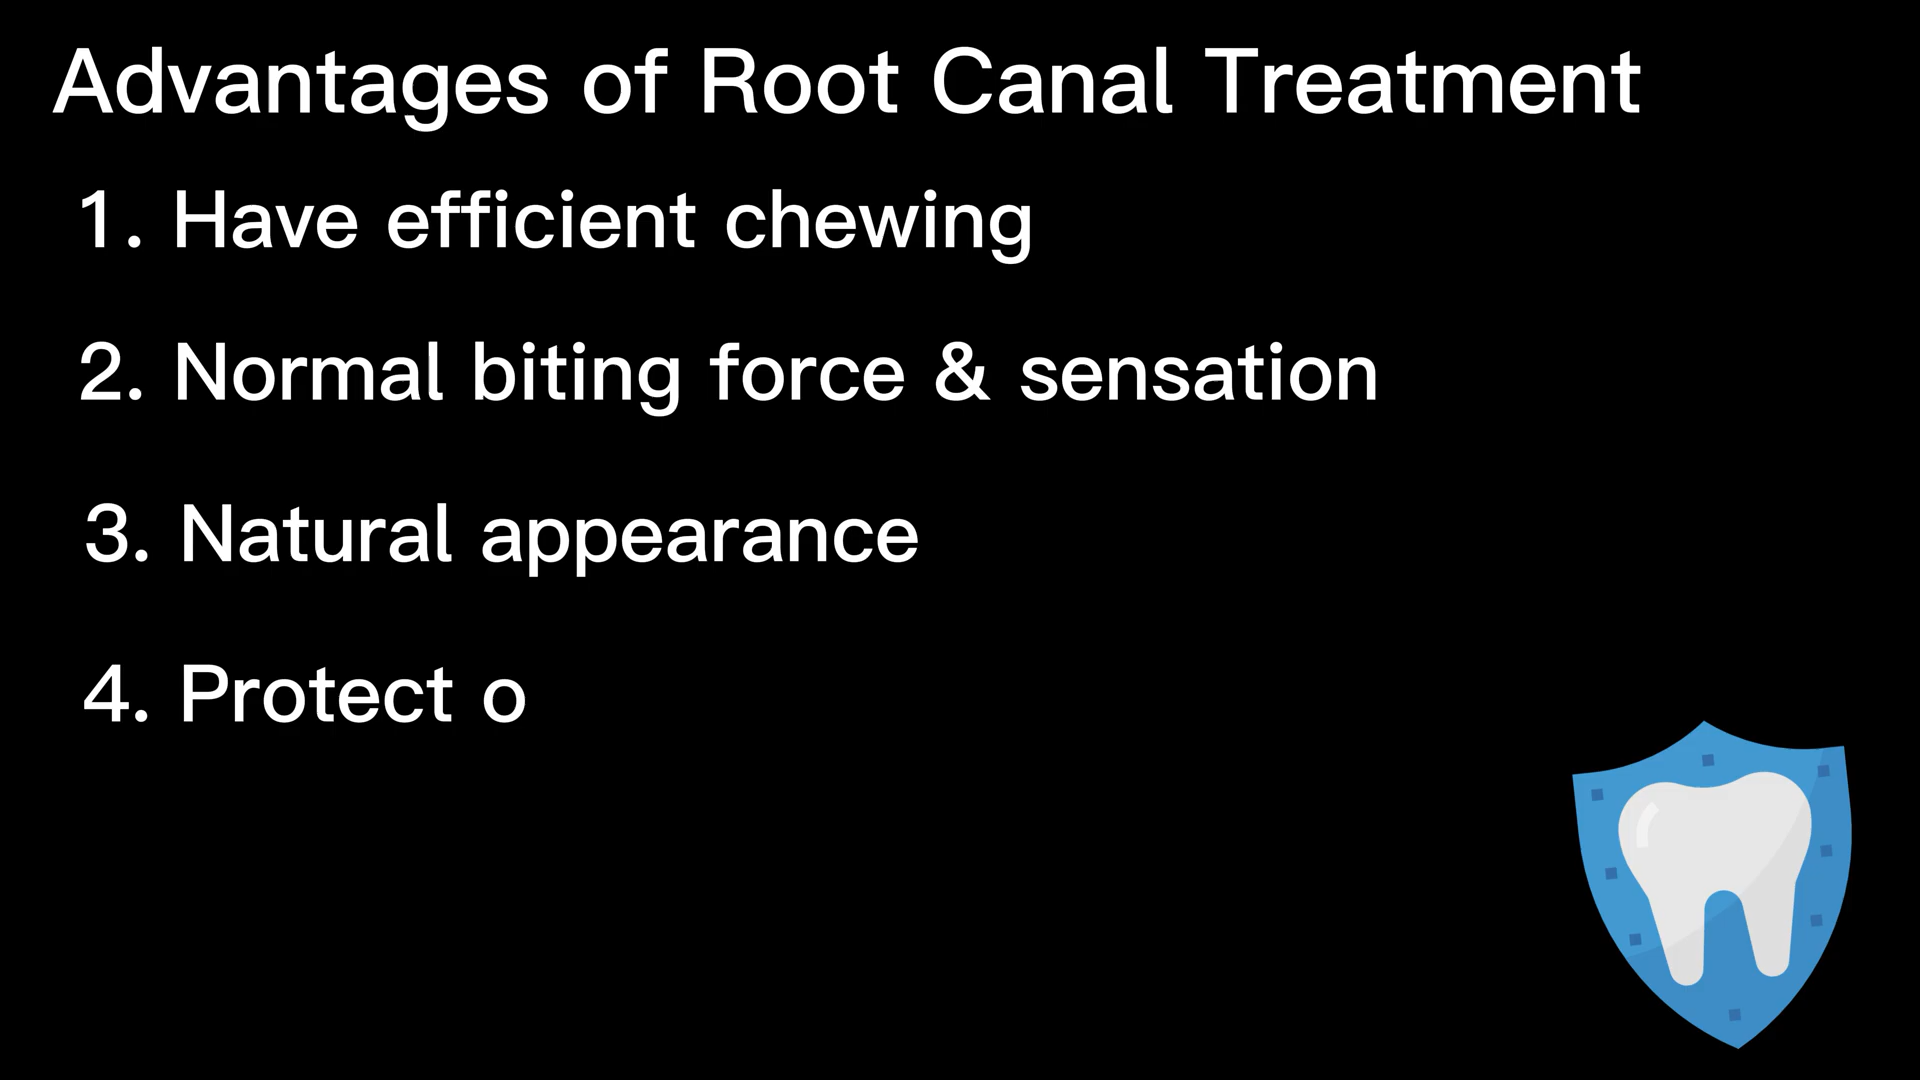 Advantages of Root Canal Treatment
1. Have efficient chewing
2. Normal biting force & sensation
3. Natural appearance
4. Protect o